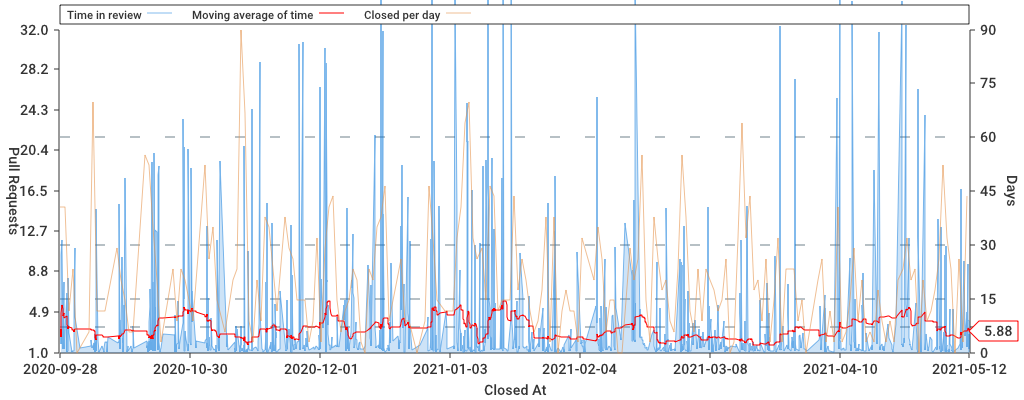 Time in review Moving average of time Closed per day
32.0 90
28.2 75
24.3
20.4 60
16.5 45
12.7 30
8.8 15
4.9
1.0 0
5.88
Pull Requests
Days
2020-09-28 2020-10-30 2020-12-01 2021-01-03 2021-02-04 2021-03-08 2021-04-10 2021-05-12
Closed At